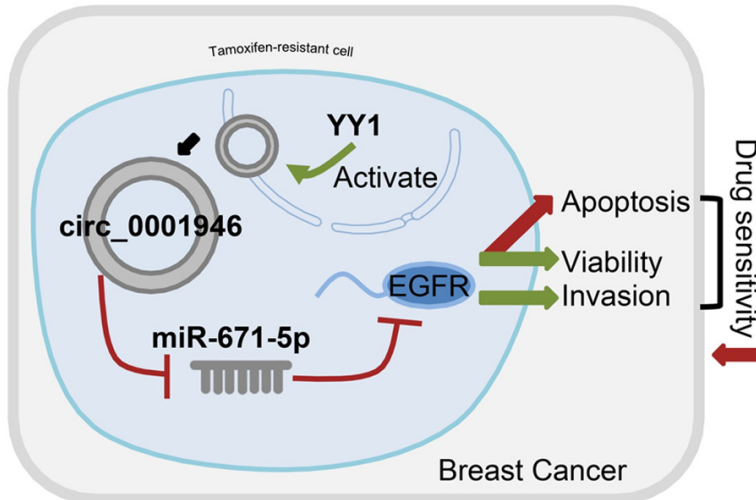 Tamoxifen-resistant cell
YY1
Activate
circ_0001946
miR-671-5p
EGFR
Apoptosis
Viability
Invasion
Drug sensitivity
Breast Cancer